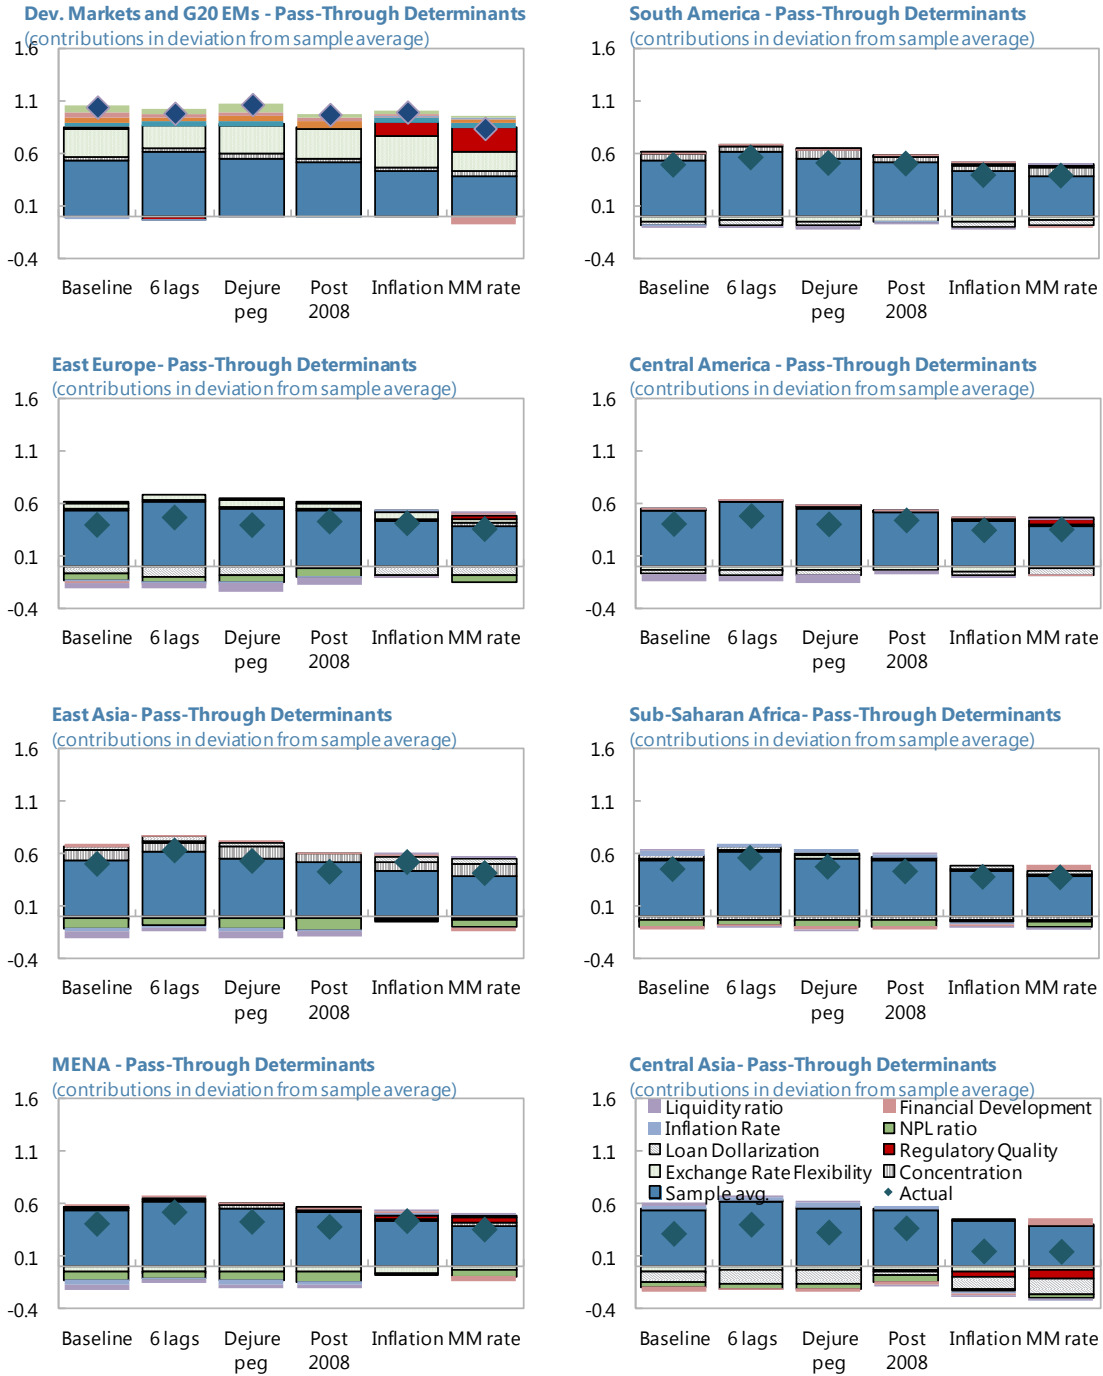 Dev. Markets and G20 EMs - Pass-Through Determinants
(contributions in deviation from sample average)
1.6
1.1
0.6
0.1
-0.4
Baseline 6 lags Dejure peg Post 2008 Inflation MM rate
South America - Pass-Through Determinants
(contributions in deviation from sample average)
1.6
1.1
0.6
0.1
-0.4
Baseline 6 lags Dejure peg Post 2008 Inflation MM rate
East Europe- Pass-Through Determinants
(contributions in deviation from sample average)
1.6
1.1
0.6
0.1
-0.4
Baseline 6 lags Dejure peg Post 2008 Inflation MM rate
Central America - Pass-Through Determinants
(contributions in deviation from sample average)
1.6
1.1
0.6
0.1
-0.4
Baseline 6 lags Dejure peg Post 2008 Inflation MM rate
East Asia- Pass-Through Determinants
(contributions in deviation from sample average)
1.6
1.1
0.6
0.1
-0.4
Baseline 6 lags Dejure peg Post 2008 Inflation MM rate
Sub-Saharan Africa- Pass-Through Determinants
(contributions in deviation from sample average)
1.6
1.1
0.6
0.1
-0.4
Baseline 6 lags Dejure peg Post 2008 Inflation MM rate
MENA - Pass-Through Determinants
(contributions in deviation from sample average)
1.6
1.1
0.6
0.1
-0.4
Baseline 6 lags Dejure peg Post 2008 Inflation MM rate
Central Asia- Pass-Through Determinants
(contributions in deviation from sample average)
1.6
1.1
0.6
0.1
-0.4
Liquidity ratio Financial Development
Inflation Rate NPL ratio
Loan Dollarization Regulatory Quality
Exchange Rate Flexibility Concentration
Sample avg. Actual
Baseline 6 lags Dejure peg Post 2008 Inflation MM rate